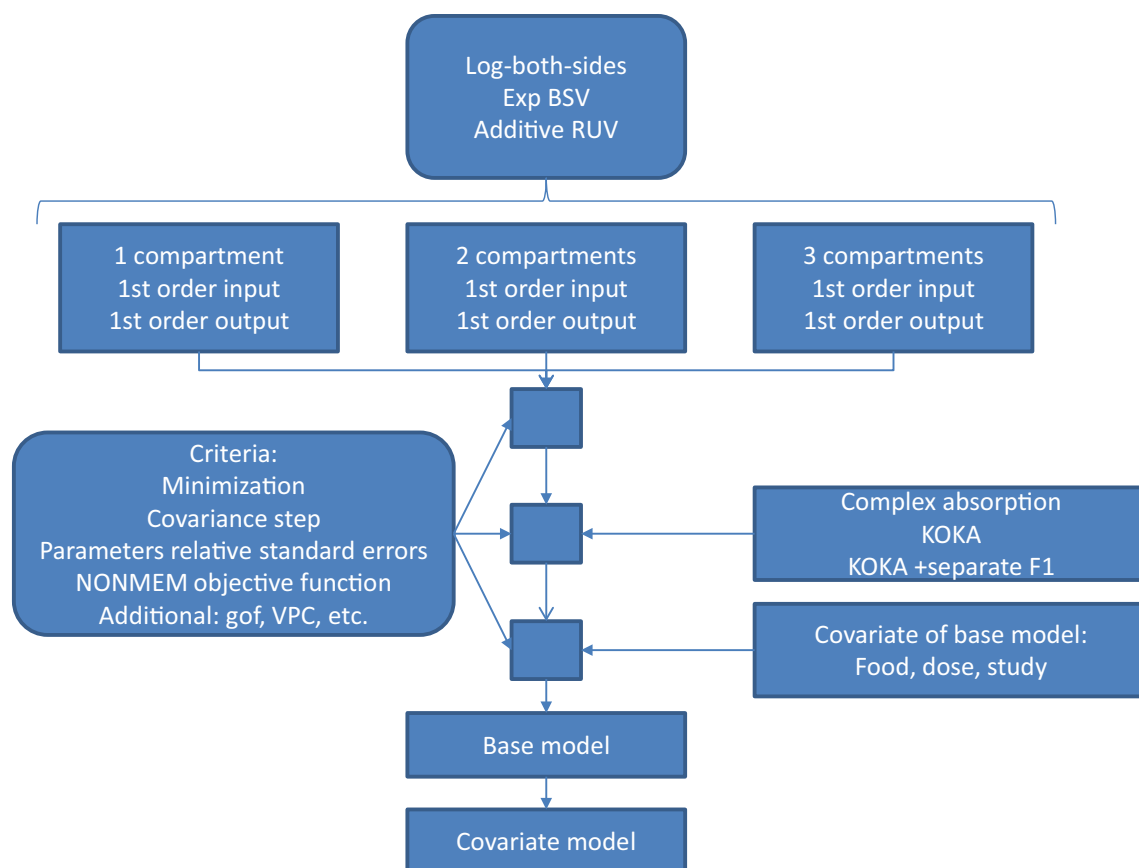 Log-both-sides
Exp BSV
Additive RUV
1 compartment
1st order input
1st order output
2 compartments
1st order input
1st order output
3 compartments
1st order input
1st order output
Criteria:
Minimization
Covariance step
Parameters relative standard errors
NONMEM objective function
Additional: gof, VPC, etc.
Complex absorption
KOKA
KOKA +separate F1
Covariate of base model:
Food, dose, study
Base model
Covariate model